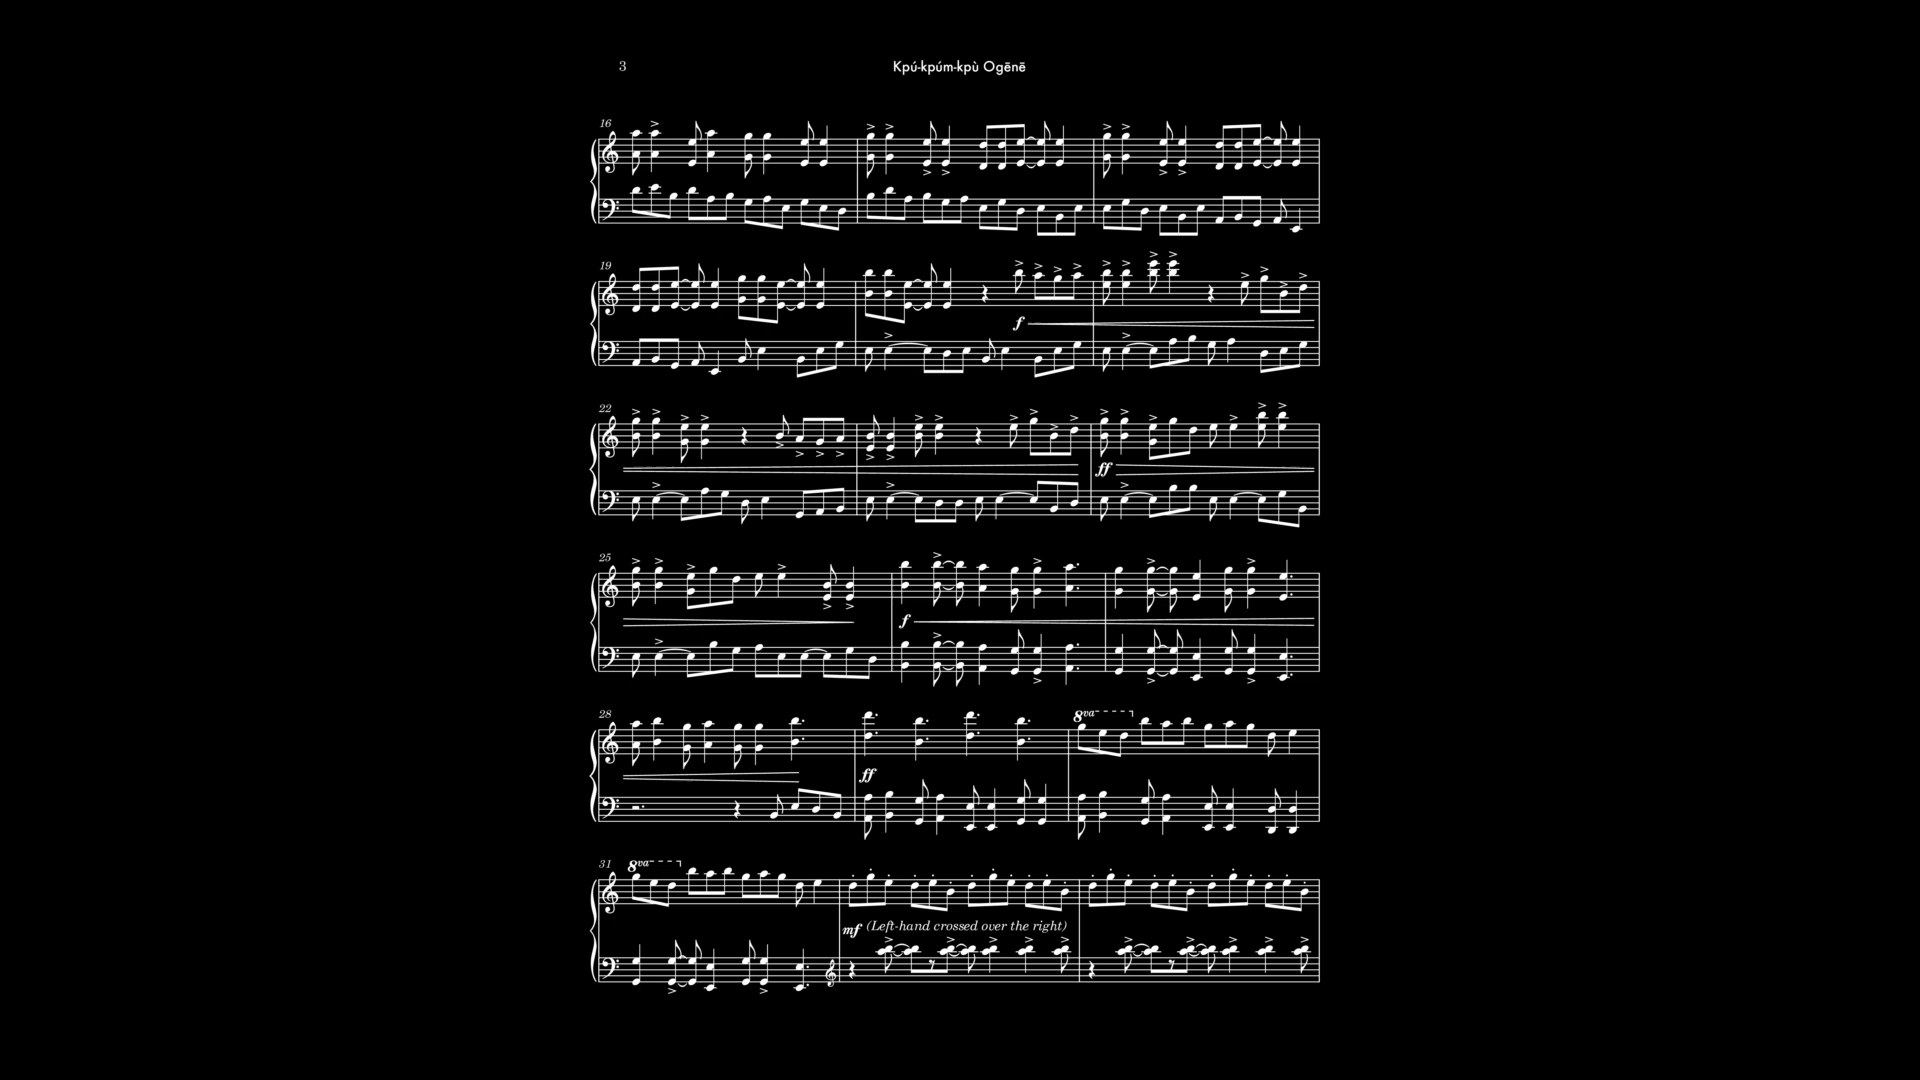 3
Kpú-kpúm-kpù Ogēnē
16
19
f
22
ff
25
f
28
ff
8va
31
8va
mf (Left-hand crossed over the right)